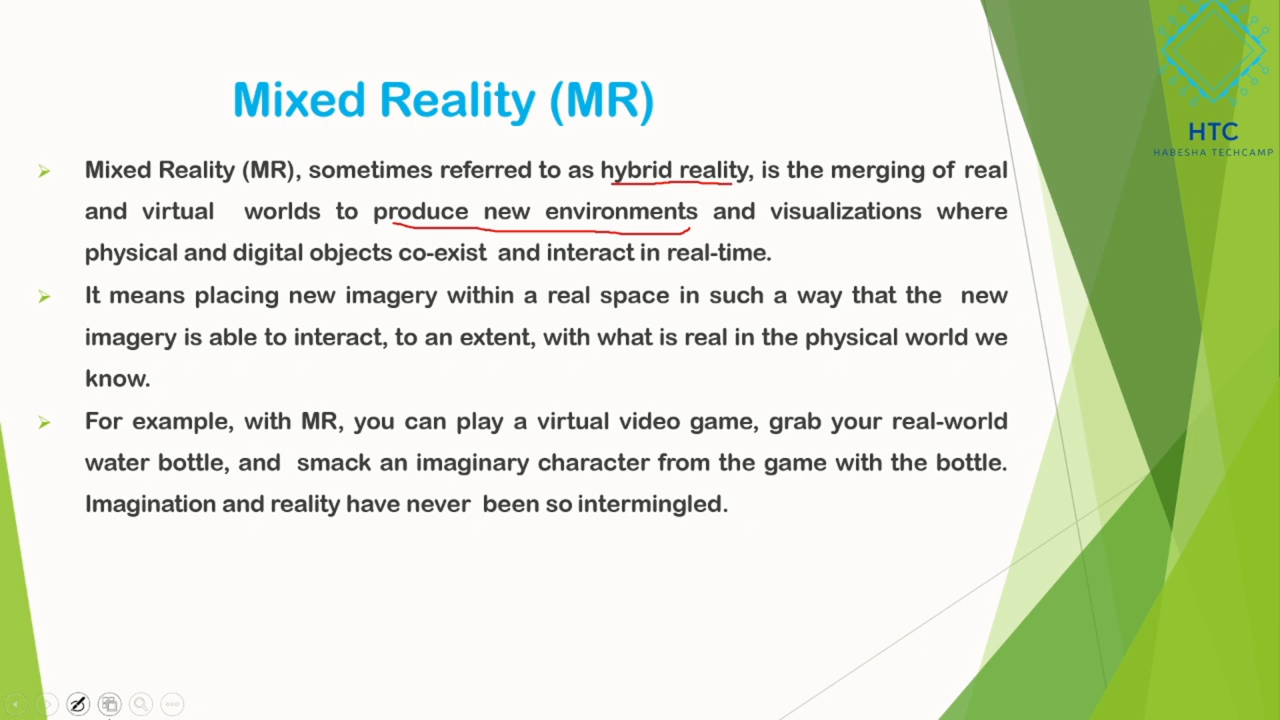 Mixed Reality (MR)
HTC
HABESHA TECHCAMP
Mixed Reality (MR), sometimes referred to as hybrid reality, is the merging of real
and virtual worlds to produce new environments and visualizations where
physical and digital objects co-exist and interact in real-time.
It means placing new imagery within a real space in such a way that the new
imagery is able to interact, to an extent, with what is real in the physical world we
know.
For example, with MR, you can play a virtual video game, grab your real-world
water bottle, and smack an imaginary character from the game with the bottle.
Imagination and reality have never been so intermingled.